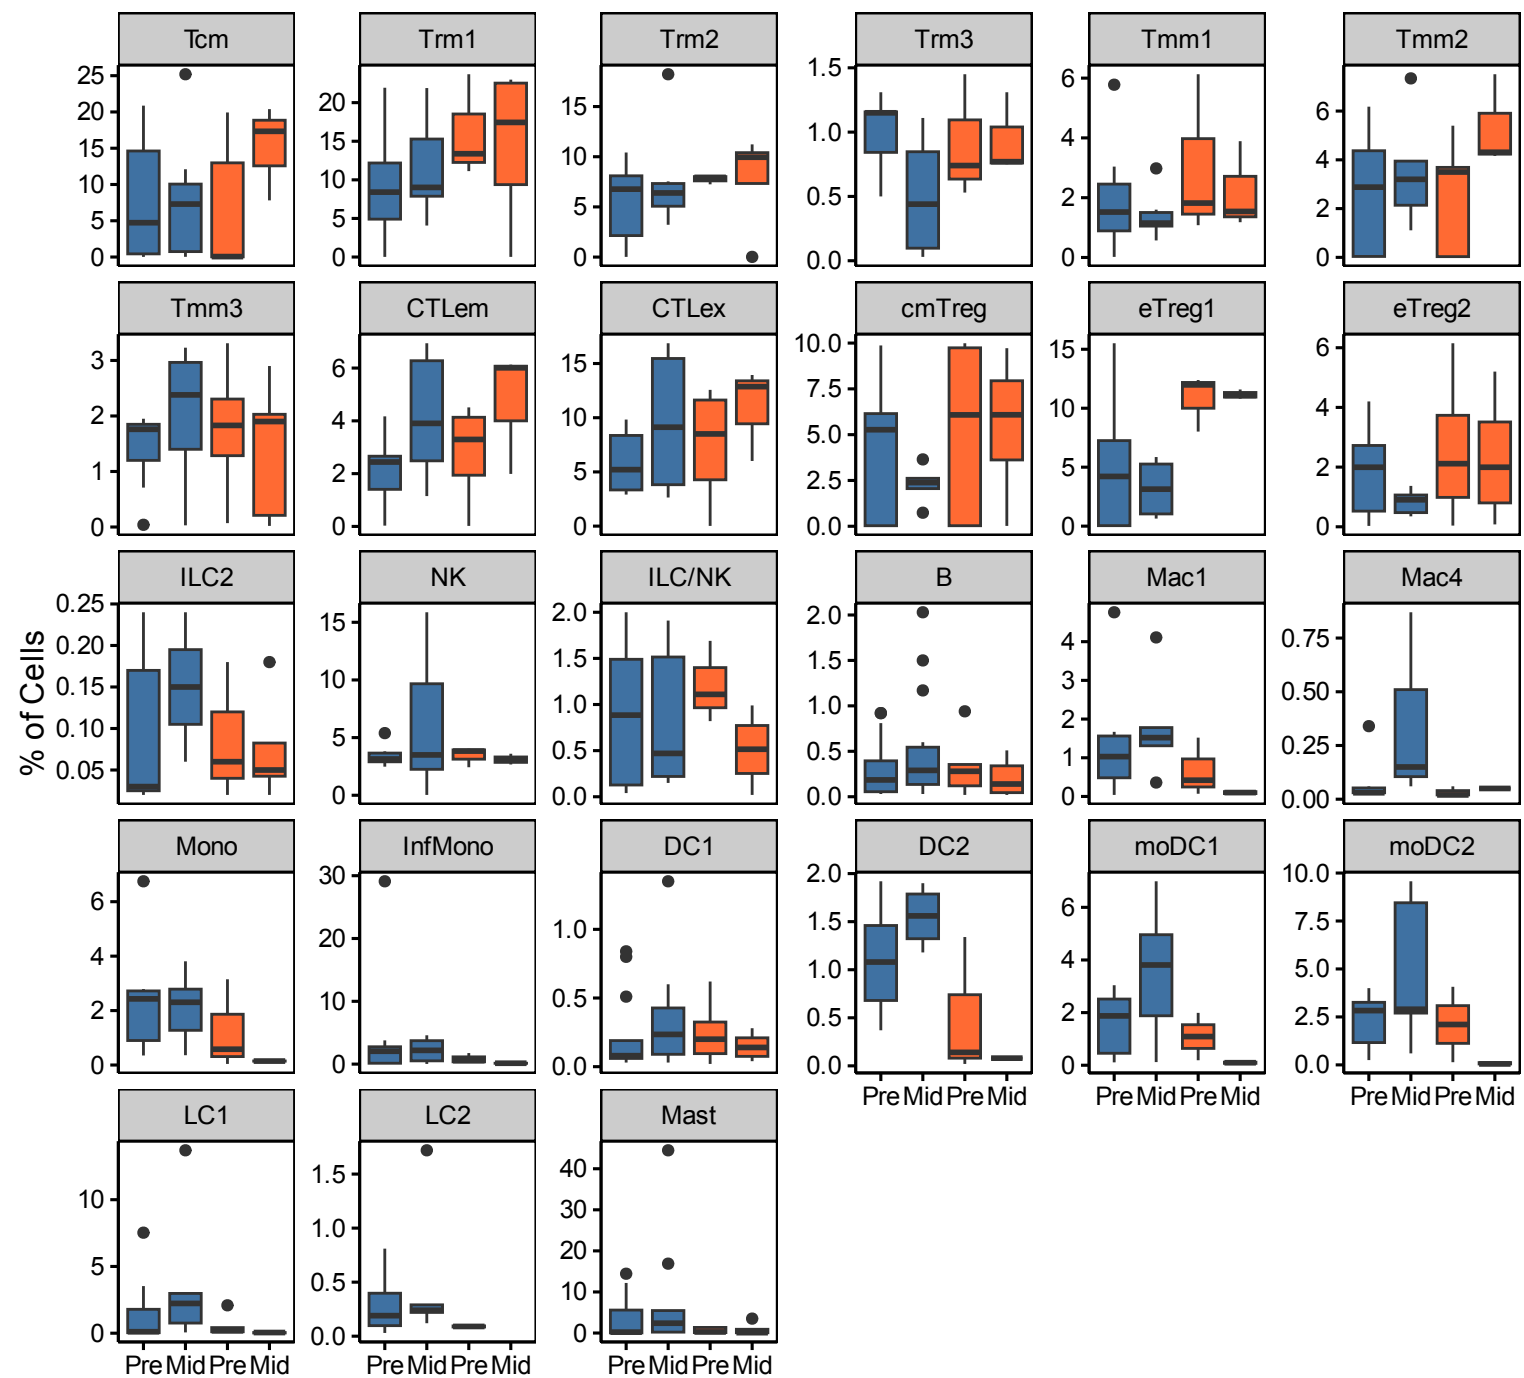 Tcm Trm1 Trm2 Trm3 Tmm1 Tmm2
25 20 15 10 5 0
20 15 10 5 0
15 10 5 0
1.5 1.0 0.5 0.0
6 4 2 0
6 4 2 0
Tmm3 CTLem CTLex cmTreg eTreg1 eTreg2
3 2 1 0
6 4 2 0
15 10 5 0
10.0 7.5 5.0 2.5 0.0
15 10 5 0
6 4 2 0
% of Cells
ILC2 NK ILC/NK B Mac1 Mac4
0.25 0.20 0.15 0.10 0.05
15 10 5 0
2.0 1.5 1.0 0.5 0.0
2.0 1.5 1.0 0.5 0.0
4 3 2 1 0
0.75 0.50 0.25 0.00
Mono InfMono DC1 DC2 moDC1 moDC2
6 4 2 0
30 20 10 0
1.0 0.5 0.0
2.0 1.5 1.0 0.5 0.0
6 4 2 0
10.0 7.5 5.0 2.5 0.0
Pre Mid Pre Mid Pre Mid Pre Mid Pre Mid Pre Mid
LC1 LC2 Mast
10 5 0
1.5 1.0 0.5 0.0
40 30 20 10 0
Pre Mid Pre Mid Pre Mid Pre Mid Pre Mid Pre Mid